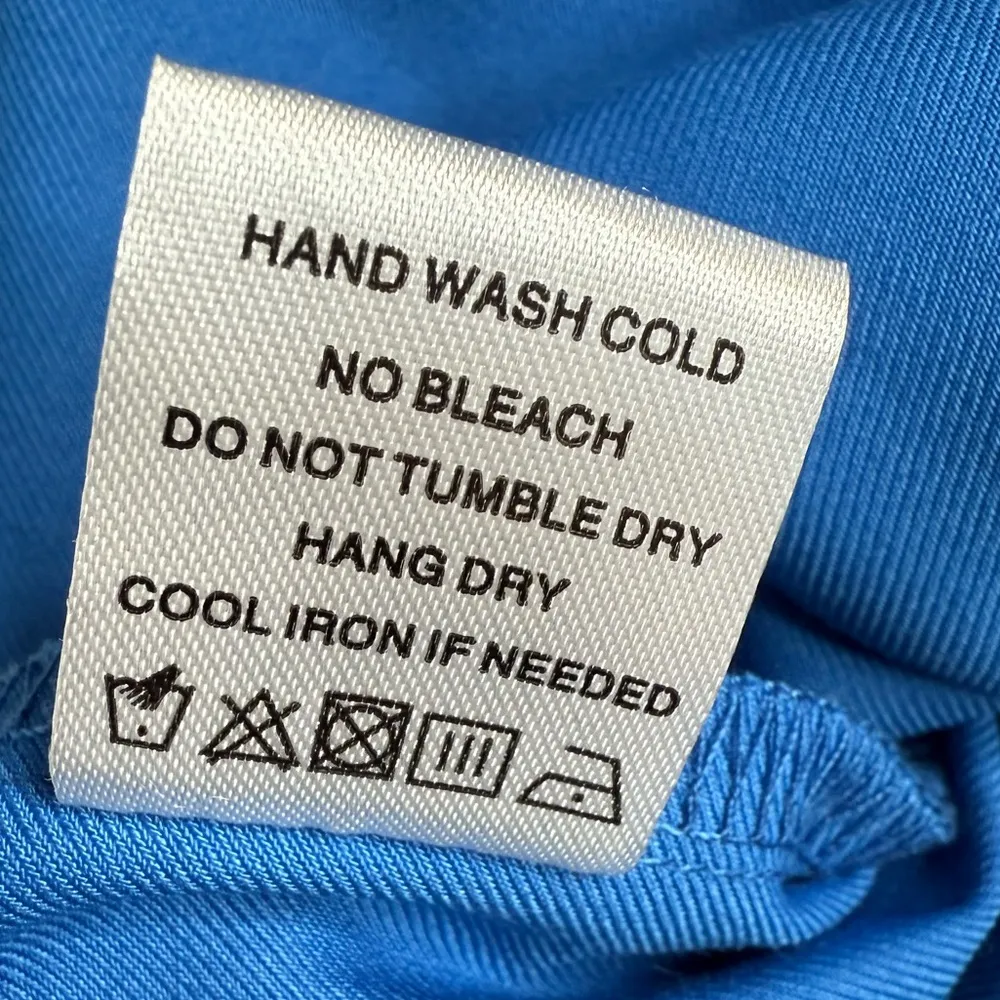 HAND WASH COLD
NO BLEACH
DO NOT TUMBLE DRY
HANG DRY
COOL IRON IF NEEDED